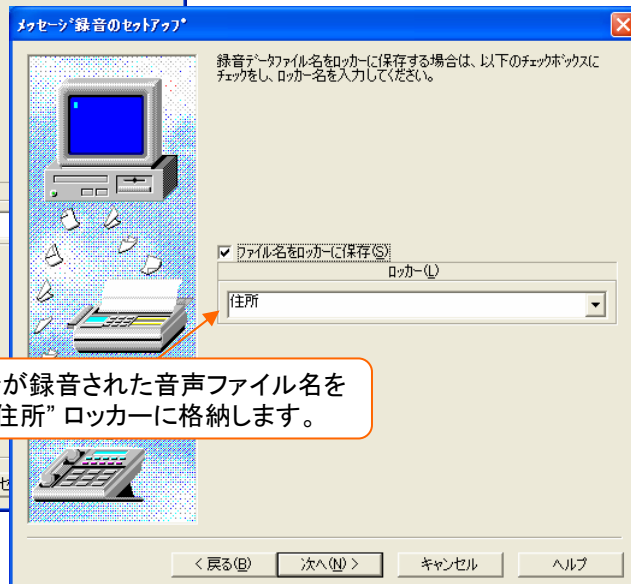 メッセージ録音のセットアップ
録音データファイル名をロッカーに保存する場合は、以下のチェックボックスに
チェックをし、ロッカー名を入力してください。
ファイル名をロッカーに保存(S)
ロッカー(L)
住所
が録音された音声ファイル名を
住所” ロッカーに格納します。
セ
< 戻る(B)
次へ(N) >
キャンセル
ヘルプ